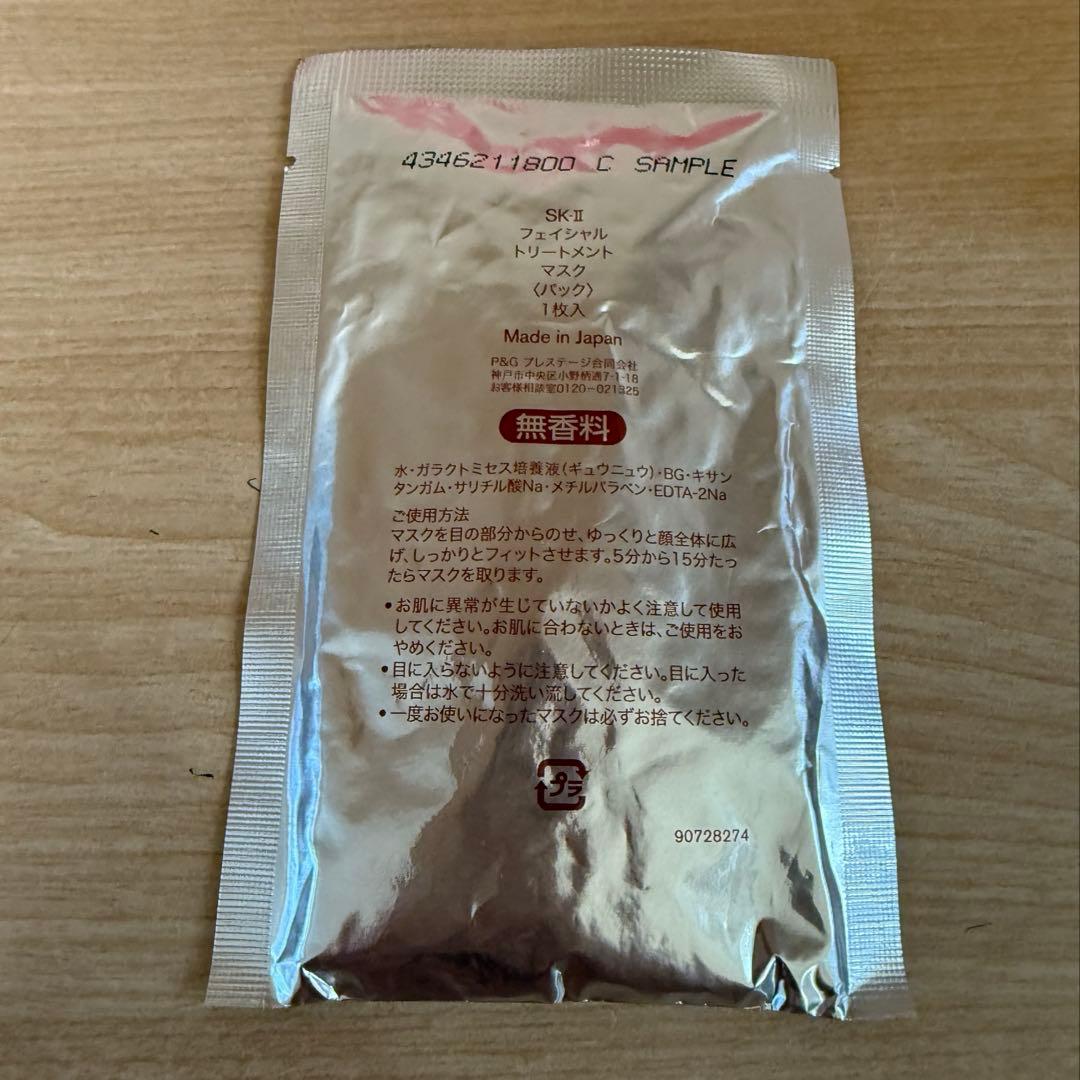 4346211800 C SAMPLE
SK-II
フェイシャル
トリートメント
マスク
〈パック〉
1枚入
Made in Japan
P&G プレステージ合同会社
神戸市中央区小野柄通7-1-18
お客様相談室0120-021325
無香料
水・ガラクトミセス培養液(ギュウニュウ)・BG・キサン
タンガム・サリチル酸Na・メチルパラベン・EDTA-2Na
ご使用方法
マスクを目の部分からのせ、ゆっくりと顔全体に広
げ、しっかりとフィットさせます。5分から15分たっ
たらマスクを取ります。
•お肌に異常が生じていないかよく注意して使用
してください。お肌に合わないときは、ご使用をお
やめください。
•目に入らないように注意してください。目に入った
場合は水で十分洗い流してください。
•一度お使いになったマスクは必ずお捨てください。
プラ
90728274